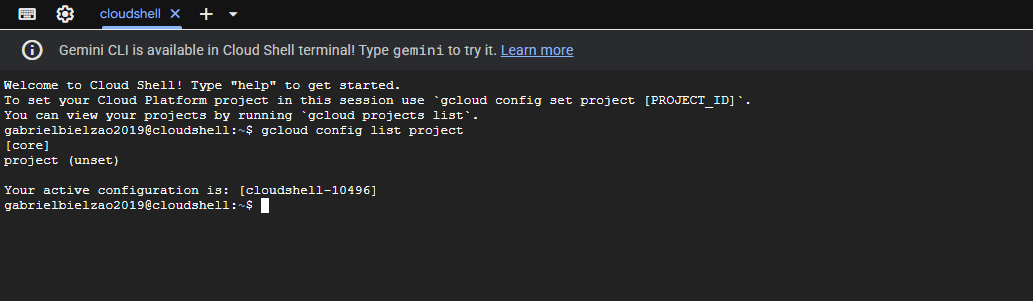 cloudshell
Gemini CLI is available in Cloud Shell terminal! Type gemini to try it. Learn more
Welcome to Cloud Shell! Type "help" to get started.
To set your Cloud Platform project in this session use `gcloud config set project [PROJECT_ID]`.
You can view your projects by running `gcloud projects list`.
gabrielbielzao2019@cloudshell:~$ gcloud config list project
[core]
project (unset)
Your active configuration is: [cloudshell-10496]
gabrielbielzao2019@cloudshell:~$